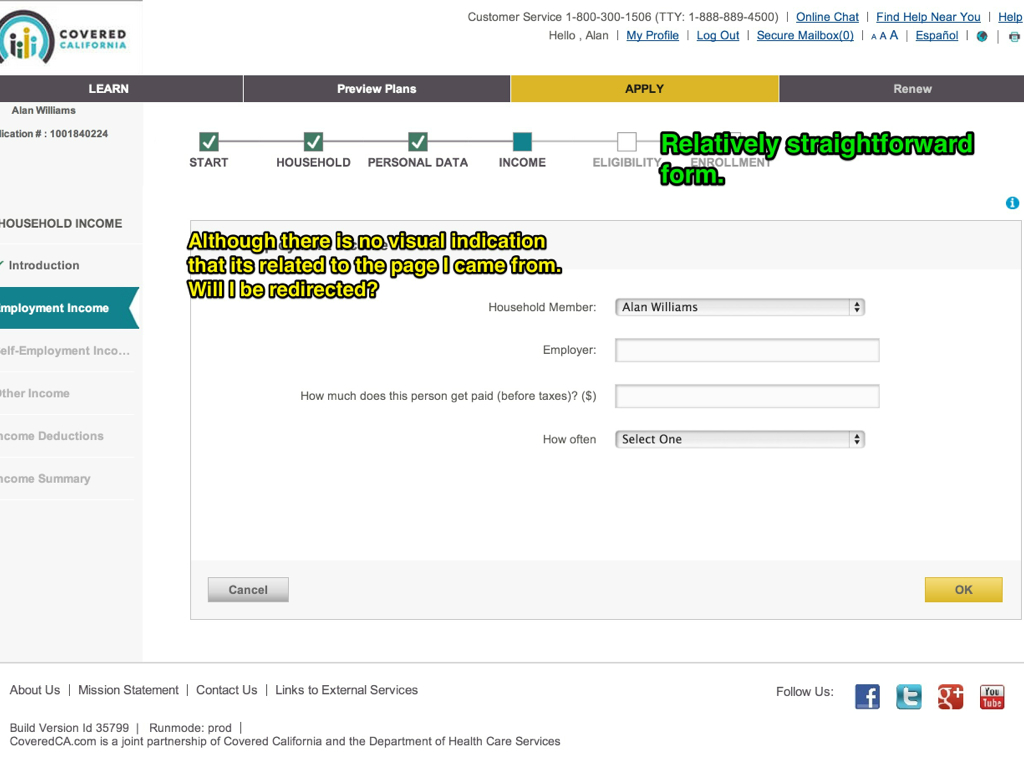 COVERED
CALIFORNIA
Customer Service 1-800-300-1506 (TTY: 1-888-889-4500) | Online Chat | Find Help Near You | Help
Hello , Alan | My Profile | Log Out | Secure Mailbox(0) | A A A | Español |
LEARN Preview Plans APPLY Renew
Alan Williams
lication # : 1001840224
START HOUSEHOLD PERSONAL DATA INCOME ELIGIBILITY ENROLLMENT
Relatively straightforward
form.
HOUSEHOLD INCOME
Introduction
mployment Income
elf-Employment Inco...
ther Income
ncome Deductions
ncome Summary
Although there is no visual indication
that its related to the page I came from.
Will I be redirected?
Household Member: Alan Williams
Employer:
How much does this person get paid (before taxes)? ($)
How often Select One
Cancel OK
About Us | Mission Statement | Contact Us | Links to External Services
Follow Us:
You
Tube
Build Version Id 35799 | Runmode: prod |
CoveredCA.com is a joint partnership of Covered California and the Department of Health Care Services